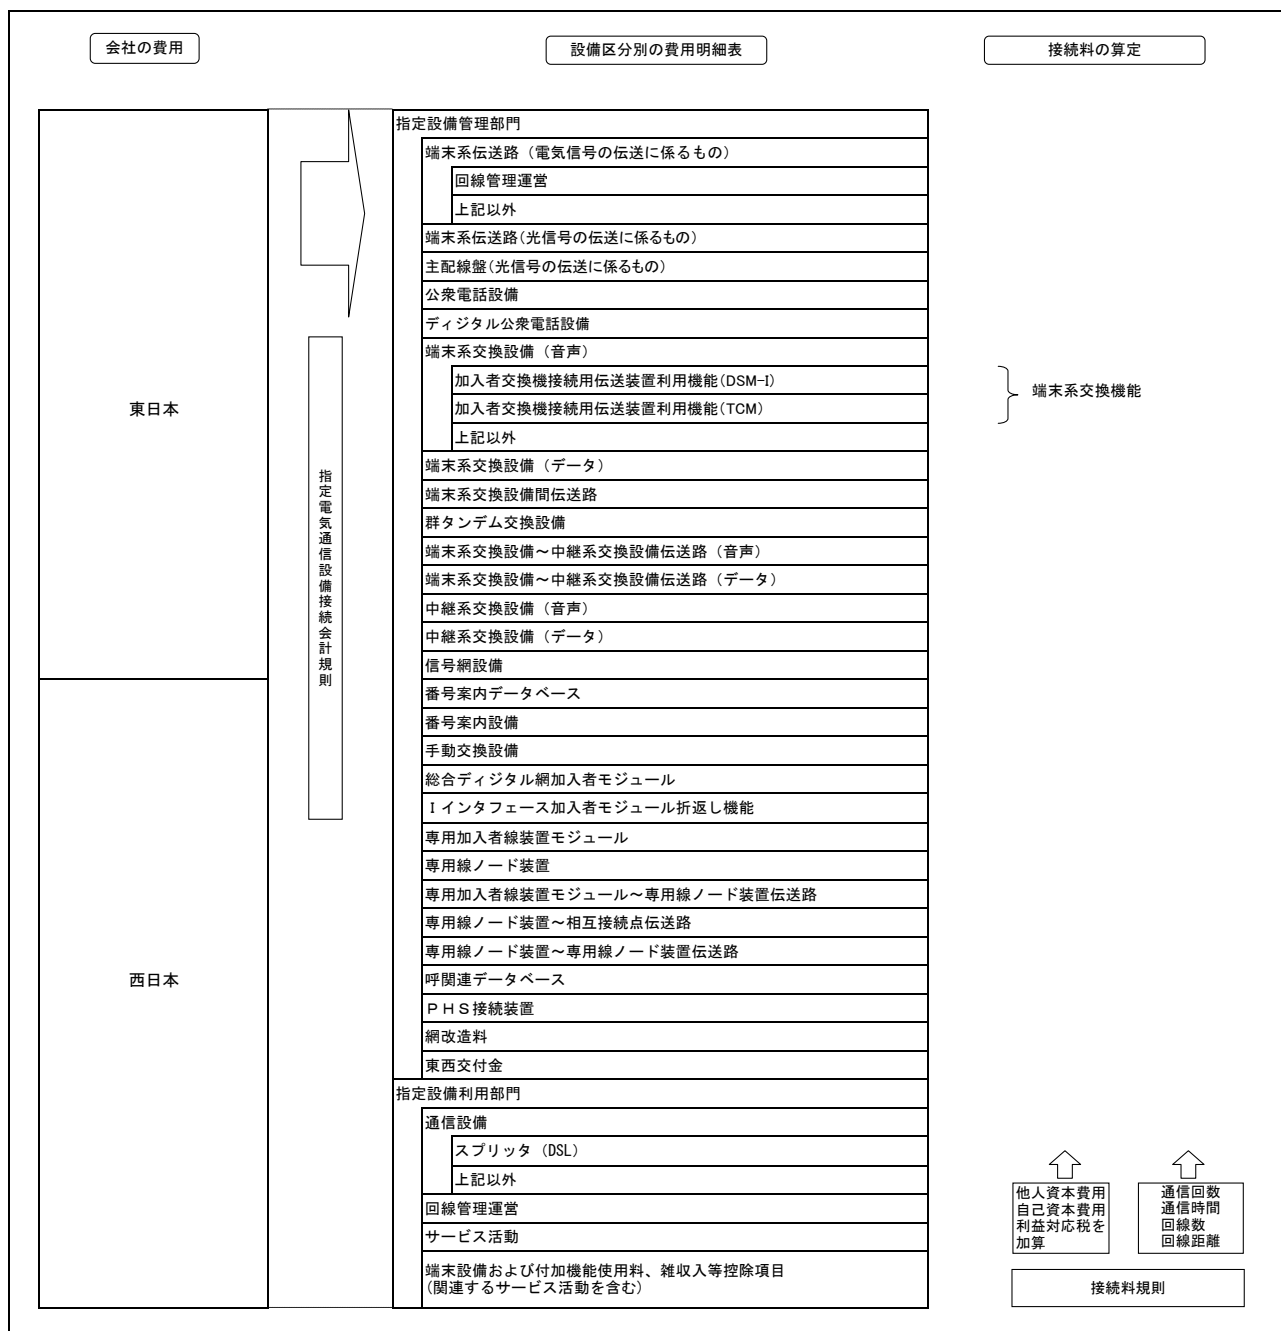 会社の費用
設備区分別の費用明細表
接続料の算定
東日本
西日本
指定電気通信設備接続会計規則
指定設備管理部門
端末系伝送路（電気信号の伝送に係るもの）
回線管理運営
上記以外
端末系伝送路(光信号の伝送に係るもの)
主配線盤(光信号の伝送に係るもの)
公衆電話設備
ディジタル公衆電話設備
端末系交換設備（音声）
加入者交換機接続用伝送装置利用機能(DSM-I)
加入者交換機接続用伝送装置利用機能(TCM)
上記以外
端末系交換設備（データ）
端末系交換設備間伝送路
群タンデム交換設備
端末系交換設備～中継系交換設備伝送路（音声）
端末系交換設備～中継系交換設備伝送路（データ）
中継系交換設備（音声）
中継系交換設備（データ）
信号網設備
番号案内データベース
番号案内設備
手動交換設備
総合ディジタル網加入者モジュール
Ｉインタフェース加入者モジュール折返し機能
専用加入者線装置モジュール
専用線ノード装置
専用加入者線装置モジュール～専用線ノード装置伝送路
専用線ノード装置～相互接続点伝送路
専用線ノード装置～専用線ノード装置伝送路
呼関連データベース
ＰＨＳ接続装置
網改造料
東西交付金
指定設備利用部門
通信設備
スプリッタ（DSL）
上記以外
回線管理運営
サービス活動
端末設備および付加機能使用料、雑収入等控除項目
(関連するサービス活動を含む)
端末系交換機能
他人資本費用
自己資本費用
利益対応税を
加算
通信回数
通信時間
回線数
回線距離
接続料規則